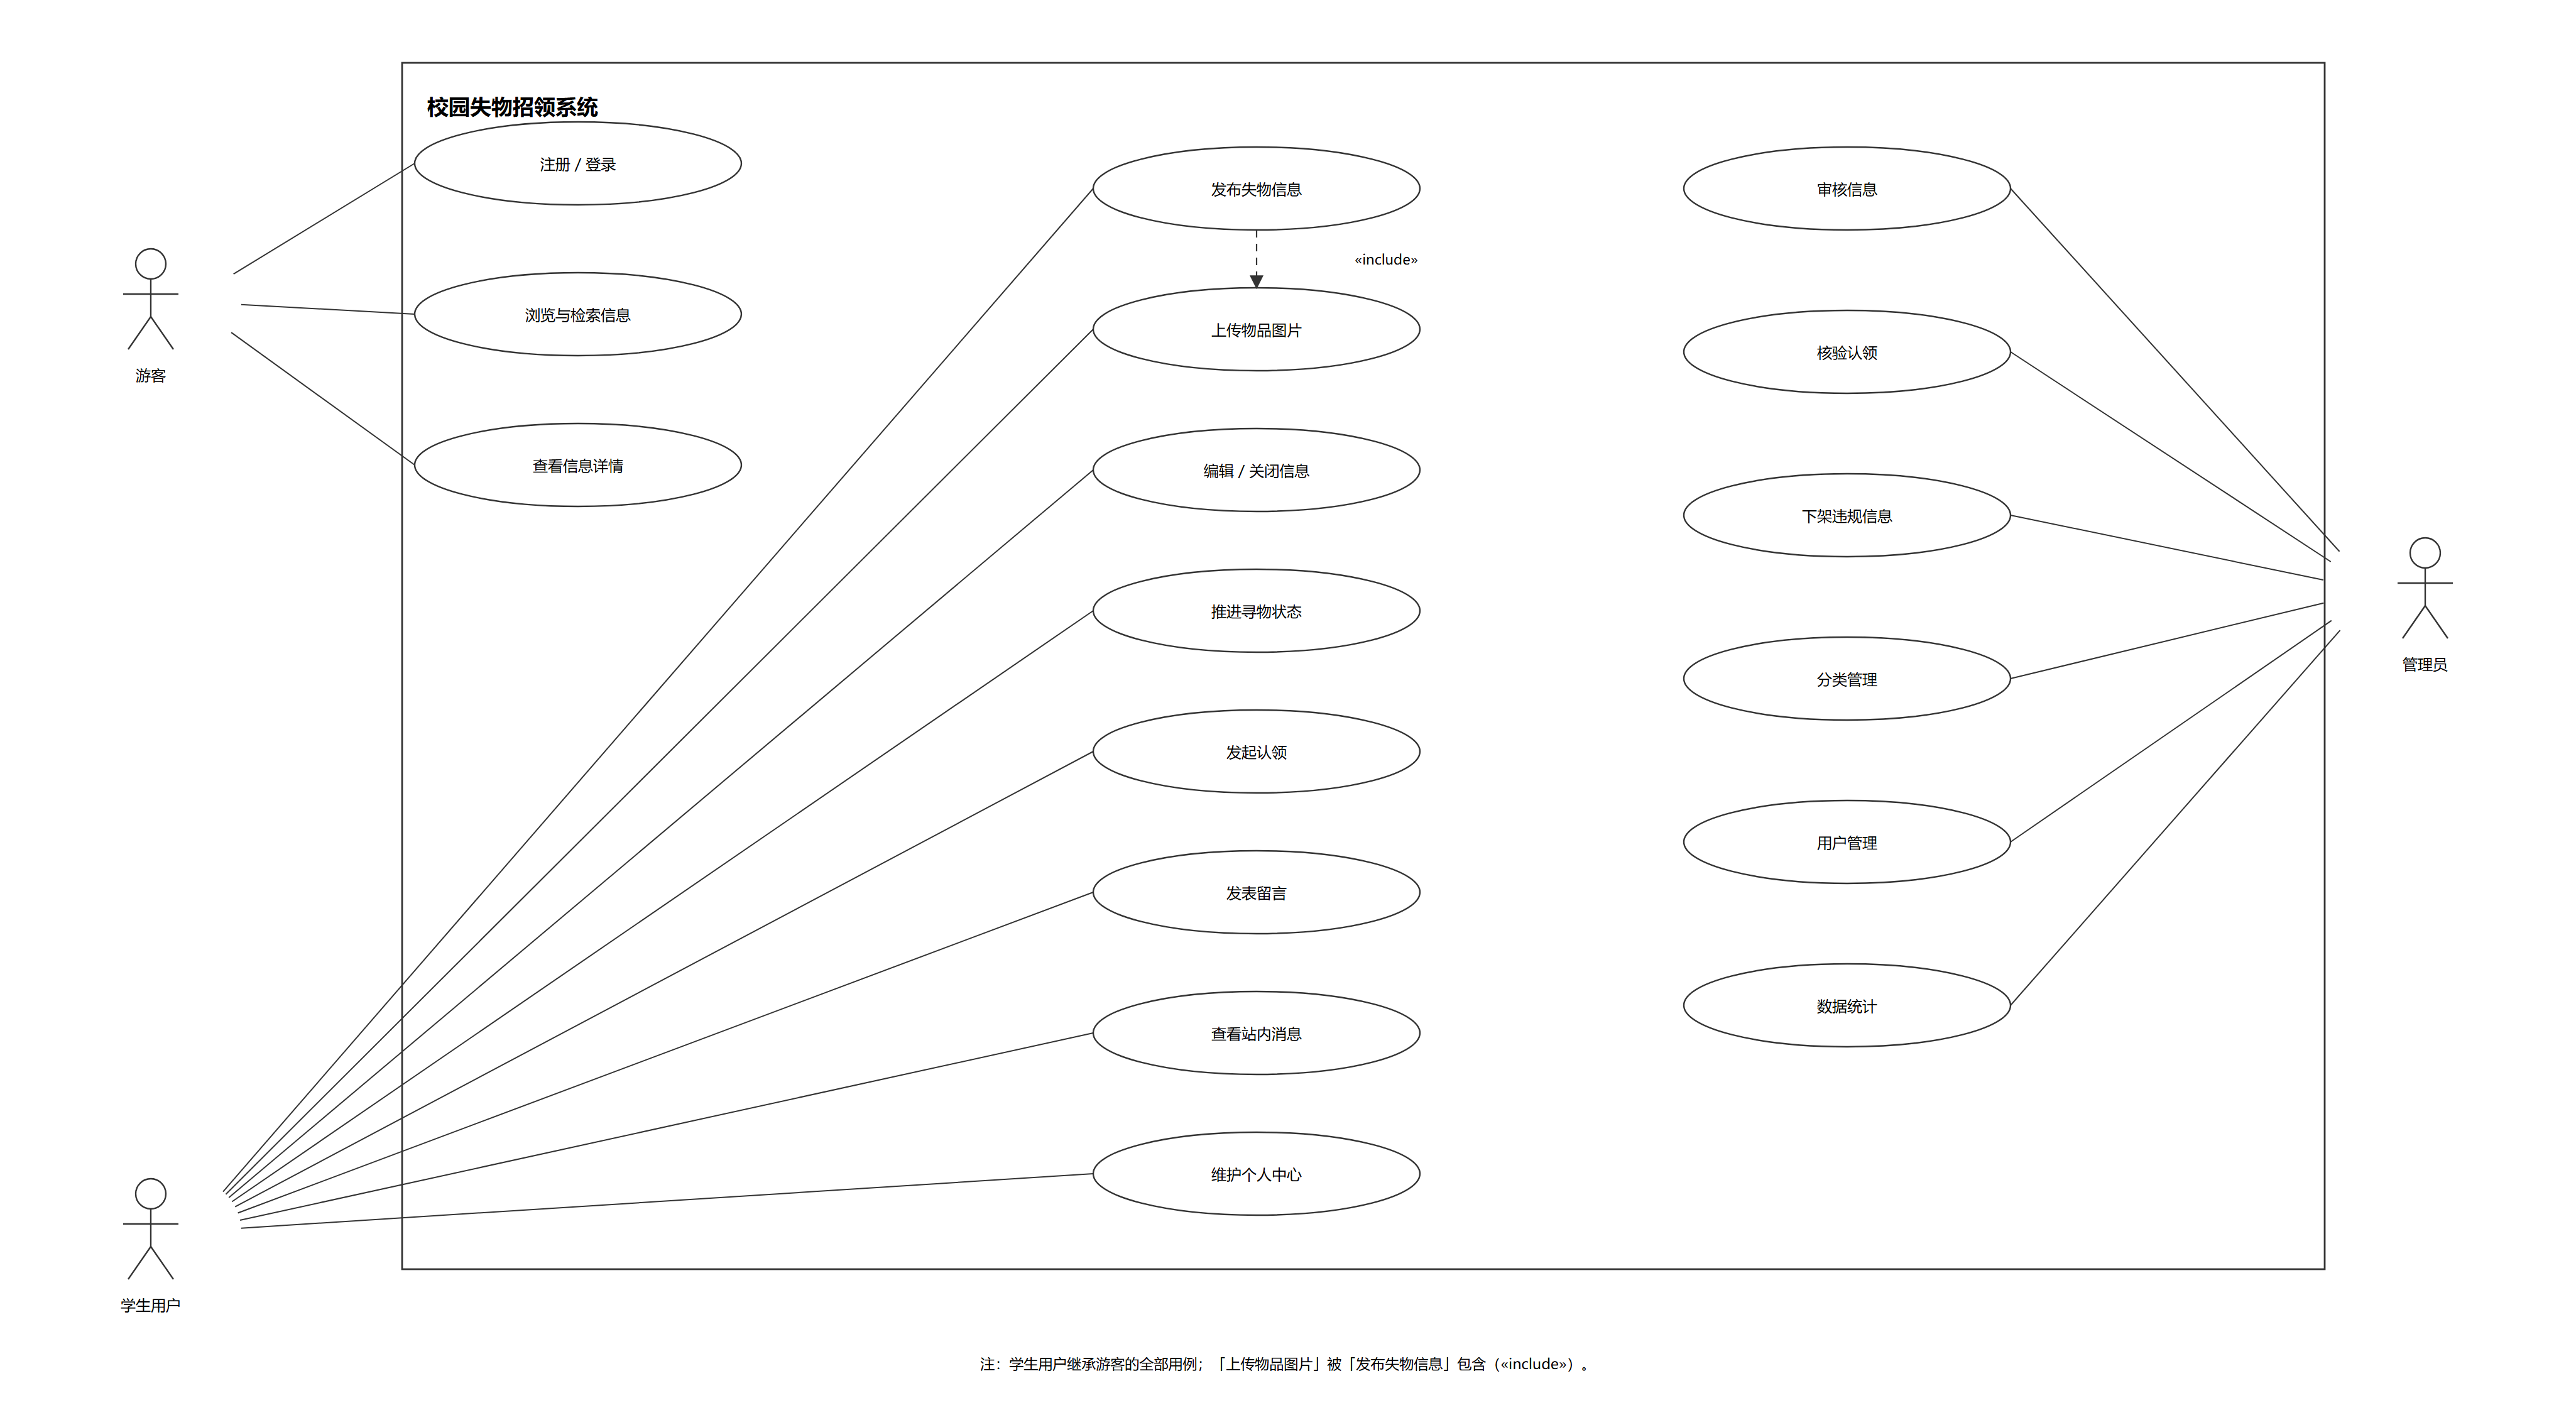 校园失物招领系统
注册 / 登录
浏览与检索信息
查看信息详情
游客
发布失物信息
«include»
上传物品图片
编辑 / 关闭信息
推进寻物状态
发起认领
发表留言
查看站内消息
维护个人中心
审核信息
核验认领
下架违规信息
分类管理
用户管理
数据统计
管理员
学生用户
注：学生用户继承游客的全部用例；「上传物品图片」被「发布失物信息」包含（«include»）。